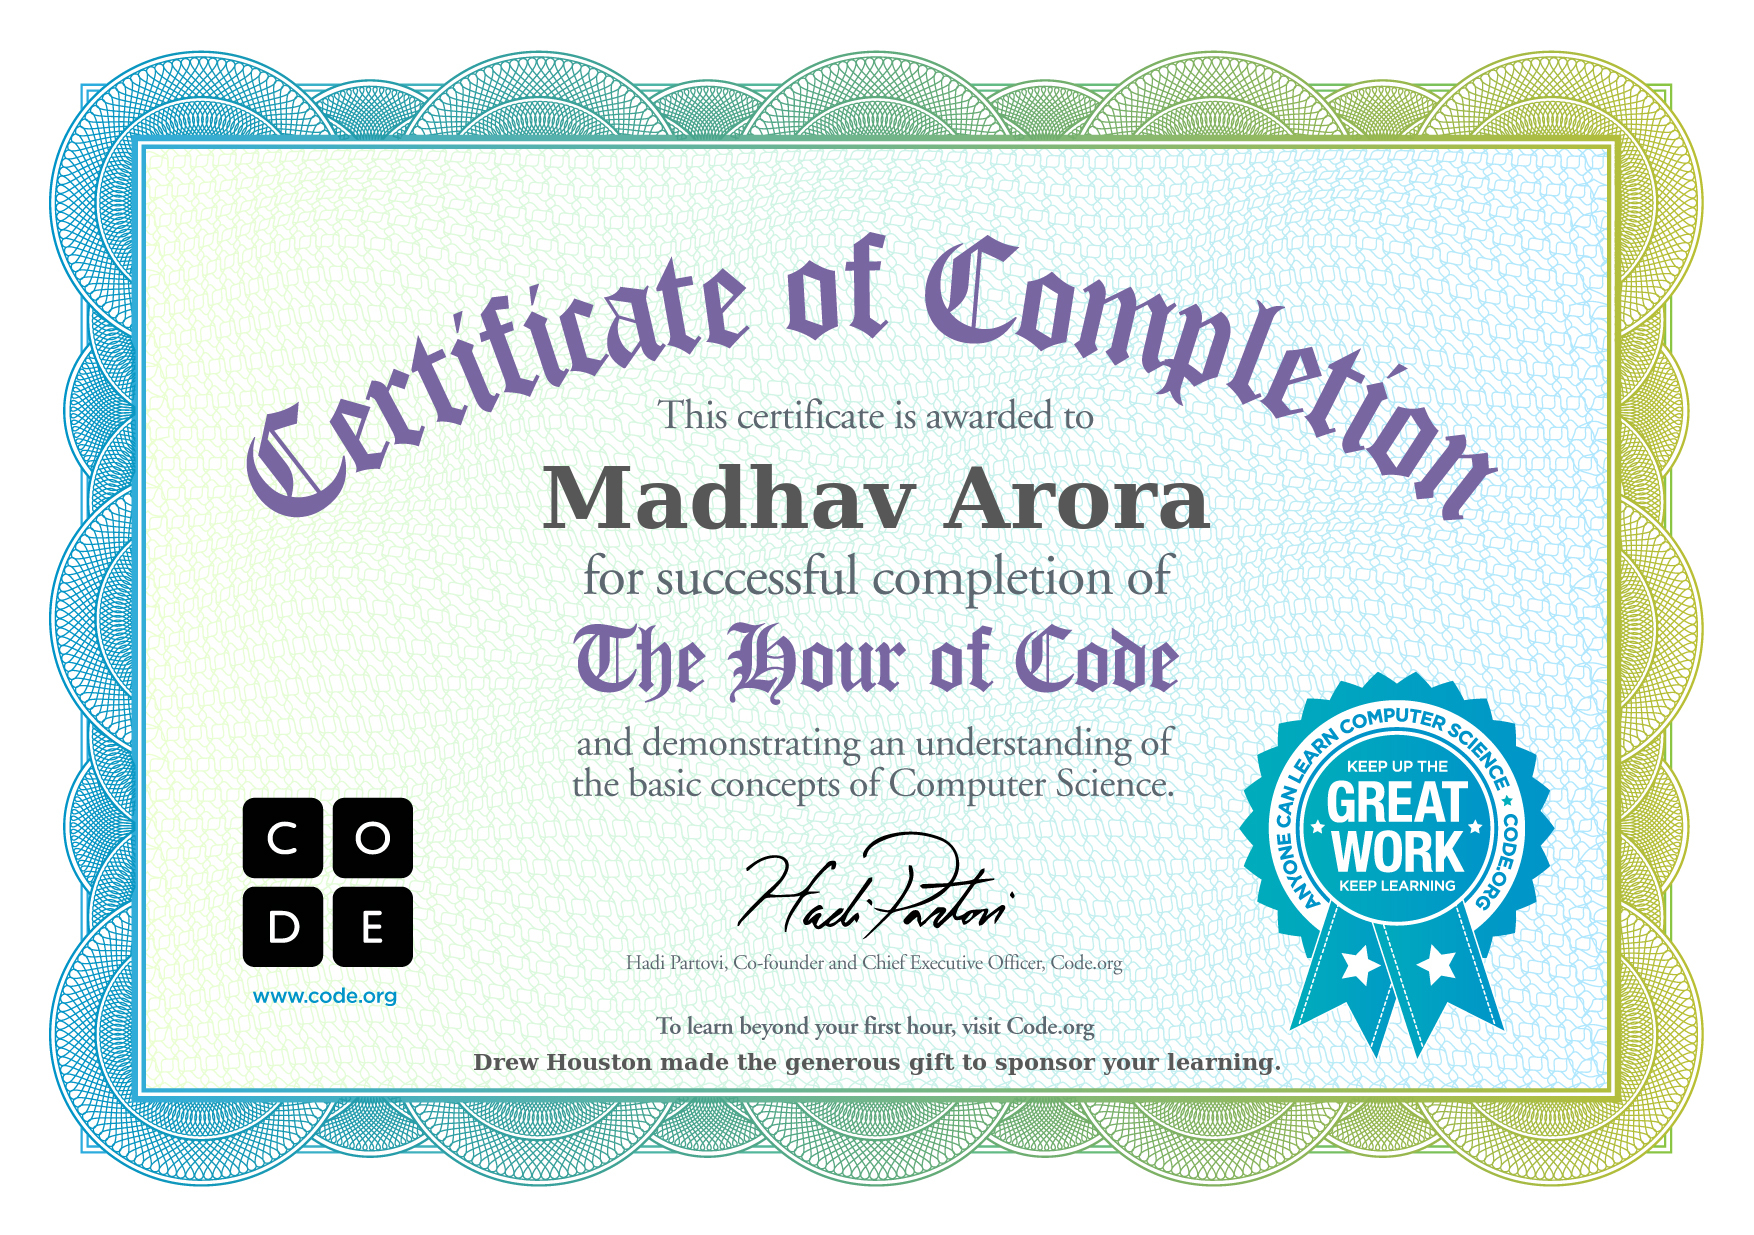 Certificate of Completion
This certificate is awarded to
Madhav Arora
for successful completion of
The Hour of Code
and demonstrating an understanding of
the basic concepts of Computer Science.
C O
D E
www.code.org
Hadi Partovi
Hadi Partovi, Co-founder and Chief Executive Officer, Code.org
To learn beyond your first hour, visit Code.org
Drew Houston made the generous gift to sponsor your learning.
ANYONE CAN LEARN COMPUTER SCIENCE ★ CODE.ORG
KEEP UP THE
GREAT
WORK
KEEP LEARNING